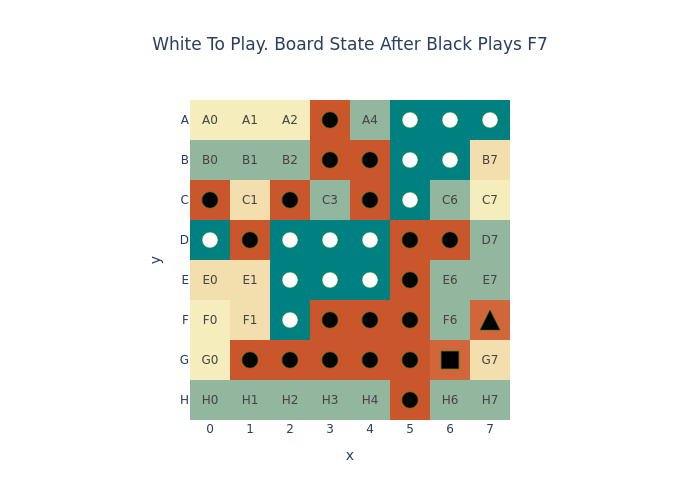 White To Play. Board State After Black Plays F7
A A0 A1 A2 A4
B B0 B1 B2 B7
C C1 C3 C6 C7
D D7
E E0 E1 E6 E7
F F0 F1 F6
G G0 G7
H H0 H1 H2 H3 H4 H6 H7
0 1 2 3 4 5 6 7
x
y